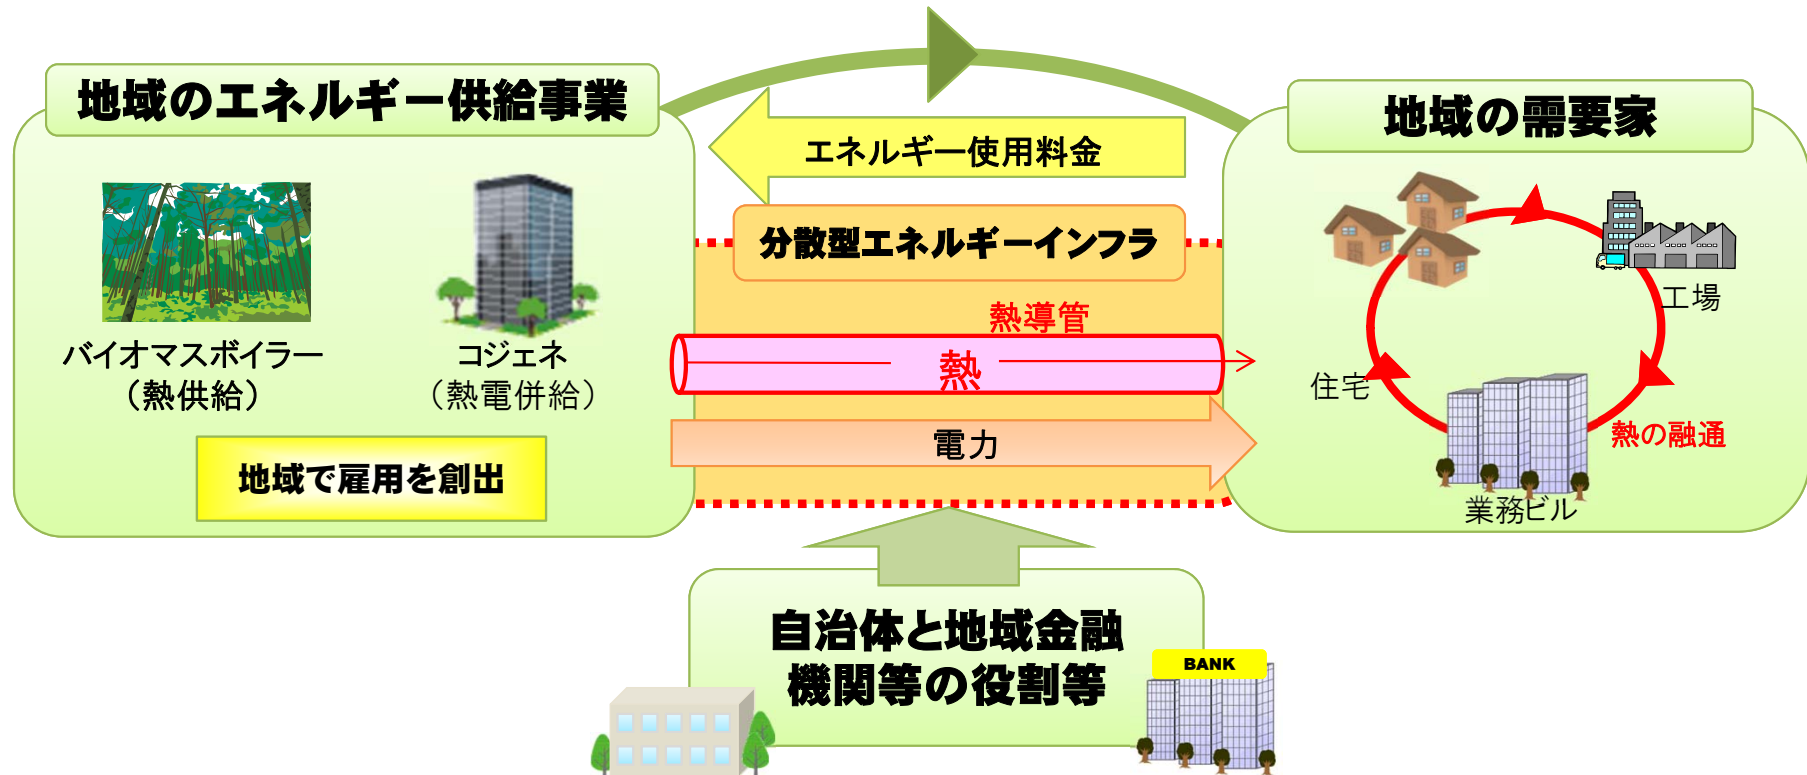 地域のエネルギー供給事業
バイオマスボイラー
（熱供給）
コジェネ
（熱電併給）
地域で雇用を創出
エネルギー使用料金
分散型エネルギーインフラ
熱導管
熱
電力
地域の需要家
工場
住宅
熱の融通
業務ビル
自治体と地域金融
機関等の役割等
BANK